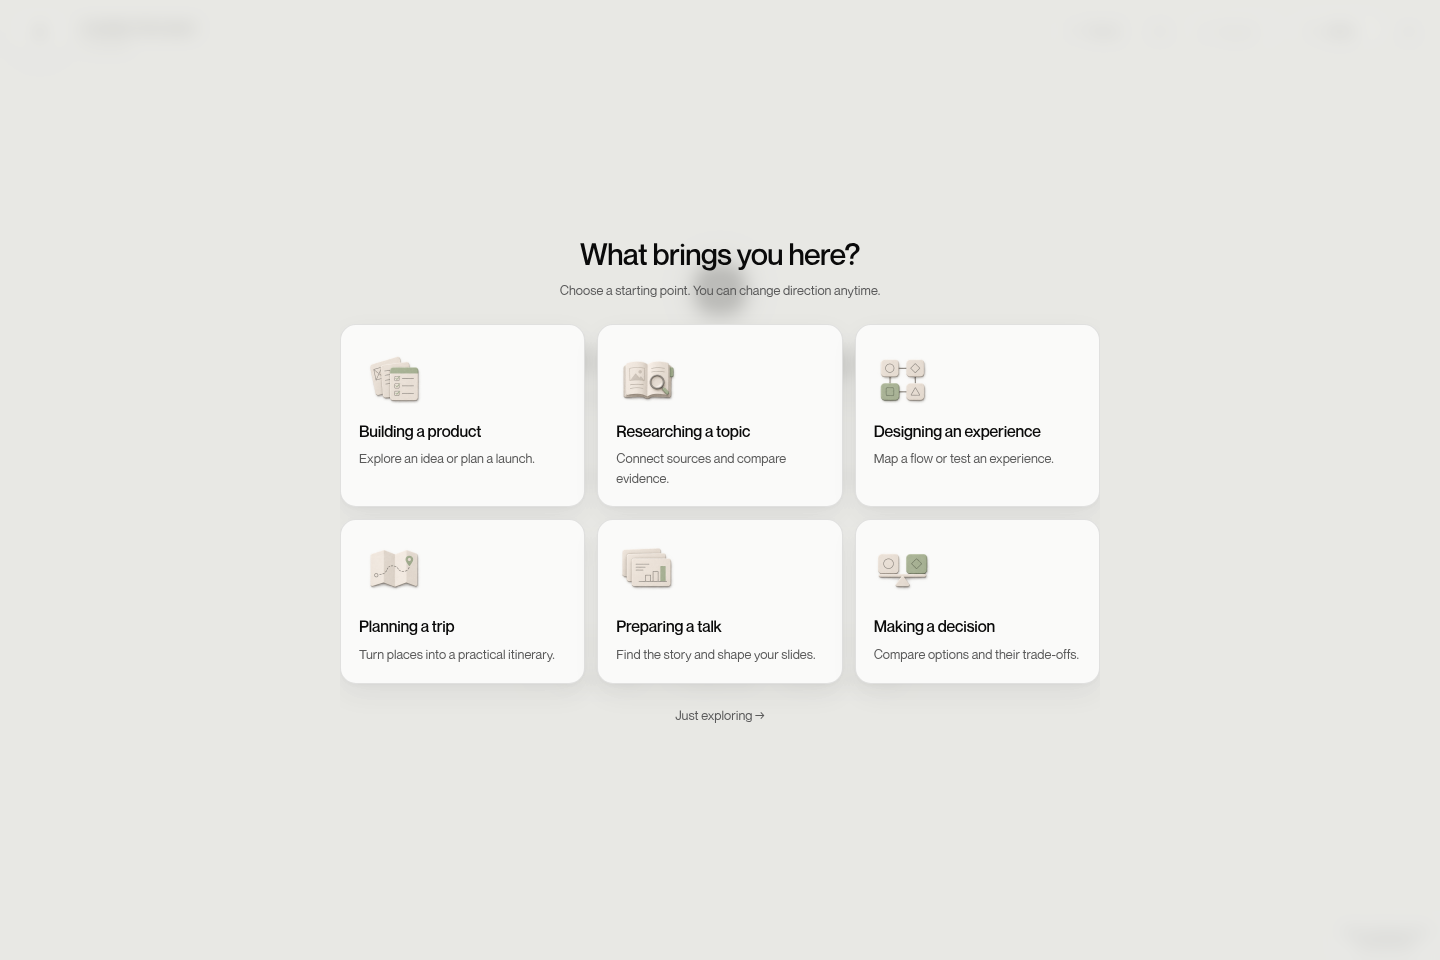 What brings you here?
Choose a starting point. You can change direction anytime.
Building a product
Explore an idea or plan a launch.
Researching a topic
Connect sources and compare
evidence.
Designing an experience
Map a flow or test an experience.
Planning a trip
Turn places into a practical itinerary.
Preparing a talk
Find the story and shape your slides.
Making a decision
Compare options and their trade-offs.
Just exploring →